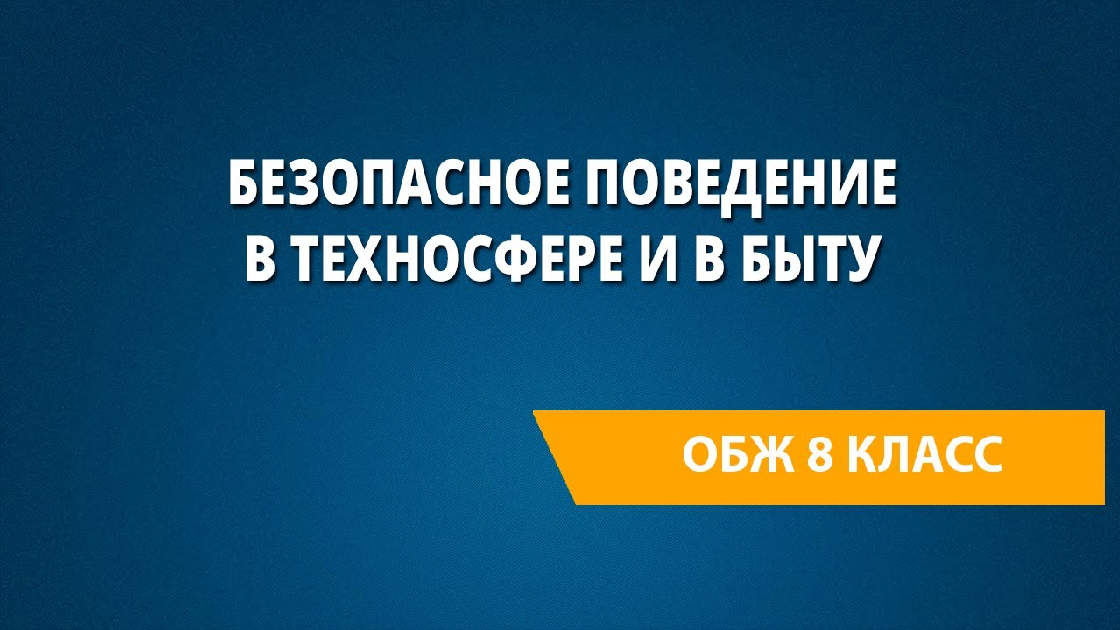 БЕЗОПАСНОЕ ПОВЕДЕНИЕ
В ТЕХНОСФЕРЕ И В БЫТУ
ОБЖ 8 КЛАСС